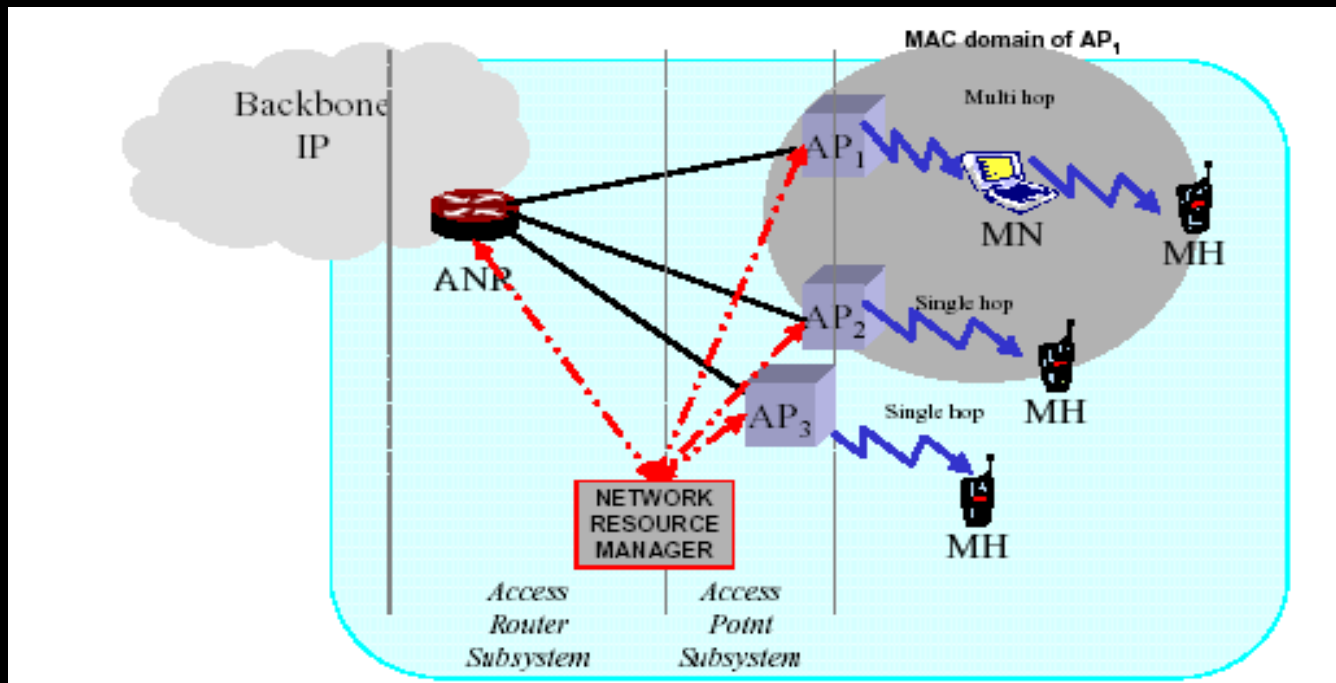 MAC domain of AP1
Backbone
IP
Multi hop
AP1
MN
MH
ANR
AP2
Single hop
MH
AP3
Single hop
MH
NETWORK
RESOURCE
MANAGER
Access
Router
Subsystem
Access
Point
Subsystem